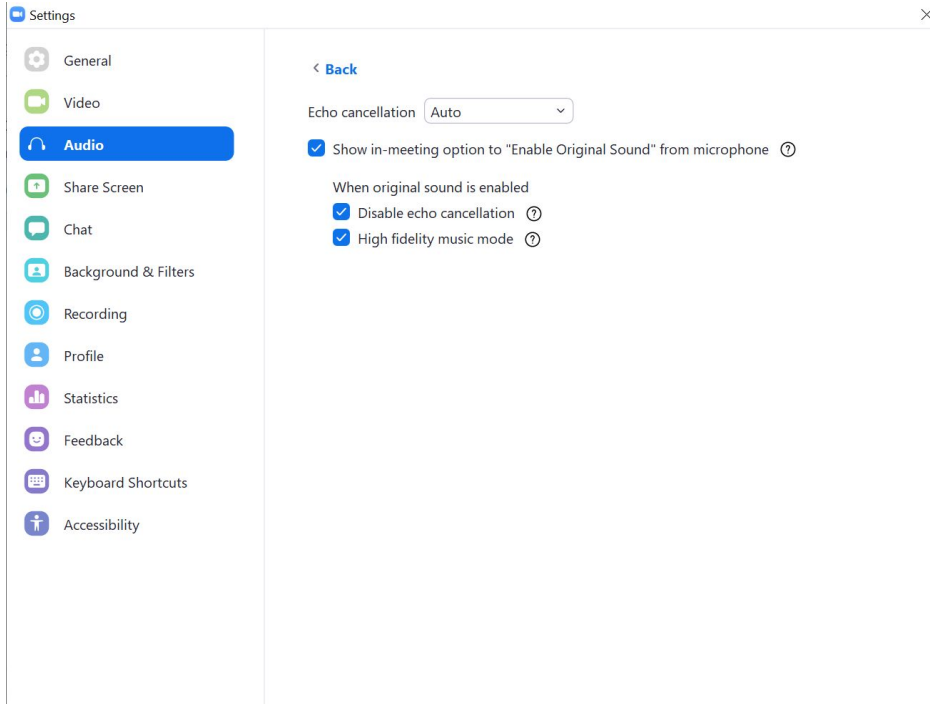 Settings
General
Video
Audio
Share Screen
Chat
Background & Filters
Recording
Profile
Statistics
Feedback
Keyboard Shortcuts
Accessibility
Back
Echo cancellation Auto
Show in-meeting option to "Enable Original Sound" from microphone ?
When original sound is enabled
Disable echo cancellation ?
High fidelity music mode ?